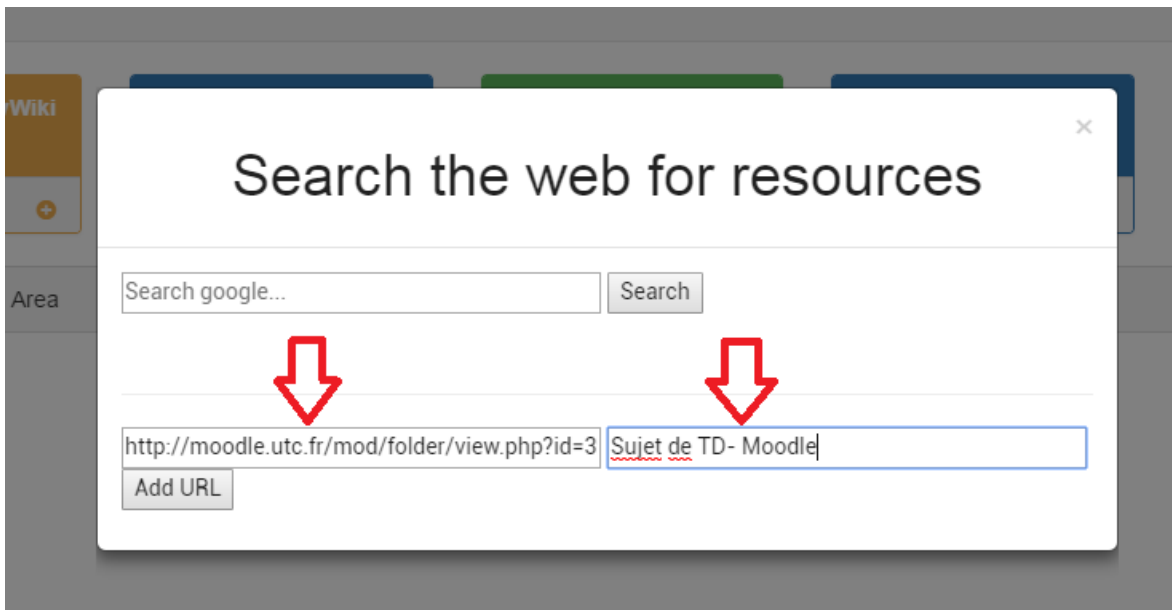 Wiki
×
Search the web for resources
Search google... Search
Area
http://moodle.utc.fr/mod/folder/view.php?id=3 Sujet de TD- Moodle
Add URL